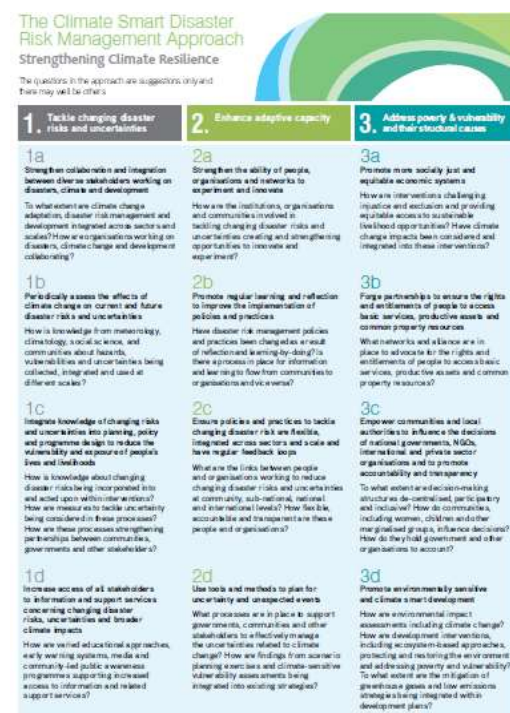 The Climate Smart Disaster
Risk Management Approach
Strengthening Climate Resilience
The questions in the approach are suggestions only and
there may well be others
1. Tackle changing disaster
risks and uncertainties
2. Enhance adaptive capacity
3. Address poverty & vulnerability
and their structural causes
1a
Strengthen collaboration and integration
between diverse stakeholders working on
disasters, climate and development
To what extent are climate change
adaptation, disaster risk management and
development integrated across sectors and
scales? How are organisations working on
disasters, climate change and development
collaborating?
1b
Periodically assess the effects of
climate change on current and future
disaster risks and uncertainties
How is knowledge from meteorology,
climatology, social science, and
communities about hazards,
vulnerabilities and uncertainties being
collected, integrated and used at
different scales?
1c
Integrate knowledge of changing risks
and uncertainties into planning, policy
and programme design to reduce the
vulnerability and exposure of people's
lives and livelihoods
How is knowledge about changing
disaster risks being incorporated into
and acted upon within interventions?
How are measures to tackle uncertainty
being considered in these processes?
How are these processes strengthening
partnerships between communities,
governments and other stakeholders?
1d
Increase access of all stakeholders
to information and support services
concerning changing disaster
risks, uncertainties and broader
climate impacts
How are varied educational approaches,
early warning systems, media and
community-led public awareness
programmes supporting increased
access to information and related
support services?
2a
Strengthen the ability of people,
organisations and networks to
experiment and innovate
How are the institutions, organisations
and communities involved in
tackling changing disaster risks and
uncertainties creating and strengthening
opportunities to innovate and
experiment?
2b
Promote regular learning and reflection
to improve the implementation of
policies and practices
Have disaster risk management policies
and practices been changed as a result
of reflection and learning-by-doing? Is
there a process in place for information
and learning to flow from communities to
organisations and vice versa?
2c
Ensure policies and practices to tackle
changing disaster risk are flexible,
integrated across sectors and scale and
have regular feedback loops
What are the links between people
and organisations working to reduce
changing disaster risks and uncertainties
at community, sub-national, national
and international levels? How flexible,
accountable and transparent are these
people and organisations?
2d
Use tools and methods to plan for
uncertainty and unexpected events
What processes are in place to support
governments, communities and other
stakeholders to effectively manage
the uncertainties related to climate
change? How are findings from scenario
planning exercises and climate-sensitive
vulnerability assessments being
integrated into existing strategies?
3a
Promote more socially just and
equitable economic systems
How are interventions challenging
injustice and exclusion and providing
equitable access to sustainable
livelihood opportunities? Have climate
change impacts been considered and
integrated into these interventions?
3b
Forge partnerships to ensure the rights
and entitlements of people to access
basic services, productive assets and
common property resources
What networks and alliance are in
place to advocate for the rights and
entitlements of people to access basic
services, productive assets and common
property resources?
3c
Empower communities and local
authorities to influence the decisions
of national governments, NGOs,
international and private sector
organisations and to promote
accountability and transparency
To what extent are decision-making
structures de-centralised, participatory
and inclusive? How do communities,
including women, children and other
marginalised groups, influence decisions?
How do they hold government and other
organisations to account?
3d
Promote environmentally sensitive
and climate smart development
How are environmental impact
assessments including climate change?
How are development interventions,
including ecosystem-based approaches,
protecting and restoring the environment
and addressing poverty and vulnerability?
To what extent are the mitigation of
greenhouse gases and low emissions
strategies being integrated within
development plans?